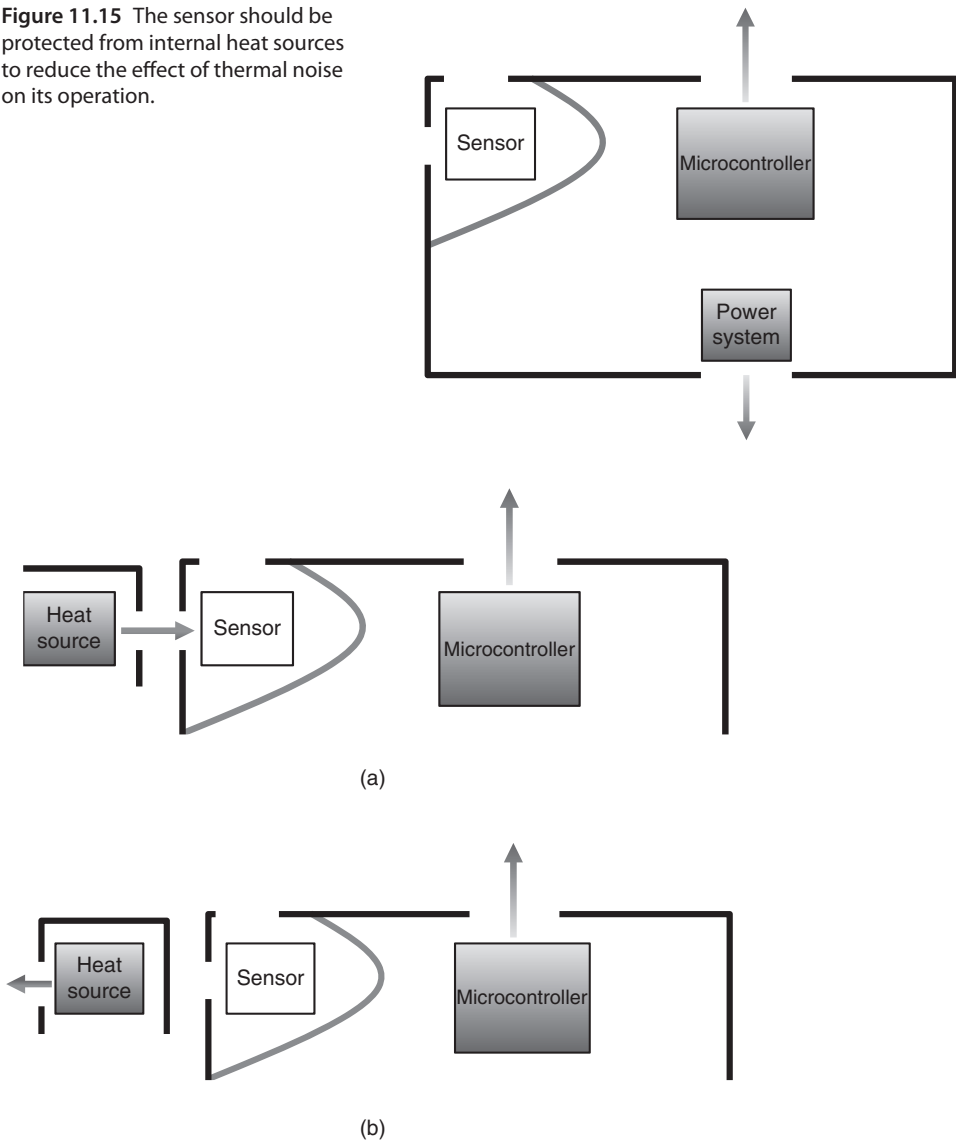 Figure 11.15 The sensor should be
protected from internal heat sources
to reduce the effect of thermal noise
on its operation.
Sensor
Microcontroller
Power
system
Heat
source
Sensor
Microcontroller
(a)
Heat
source
Sensor
Microcontroller
(b)